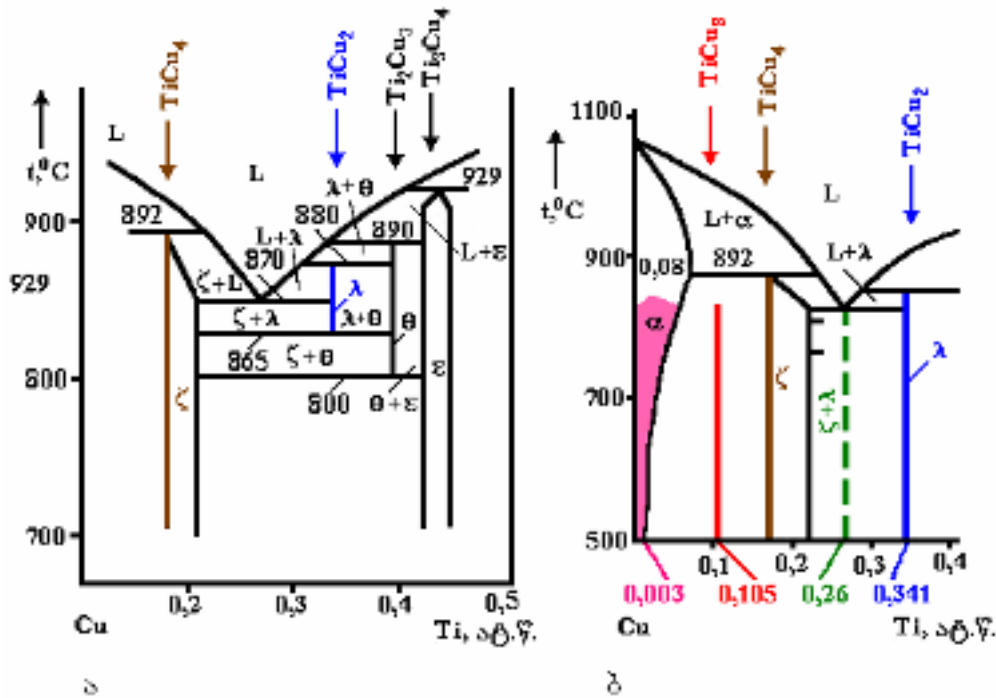 TiCu₄
TiCu₂
Ti₂Cu₃
Ti₃Cu₄
L
L
t,⁰C
900
800
700
929
892
880
λ+θ
890
929
L+λ
870
L+ε
ζ+L
λ
ζ+λ
λ+θ
θ
865
ζ+θ
ε
ζ
800
θ+ε
0,2
0,3
0,4
0,5
Cu
Ti, ატ.წ.
ა
TiCu₈
TiCu₄
TiCu₂
1100
t,⁰C
L
L+α
900
0,08
892
L+λ
α
ζ
λ
ζ+λ
700
500
0,1
0,2
0,3
0,4
0,003
0,105
0,26
0,341
Cu
Ti, ატ.წ.
ბ